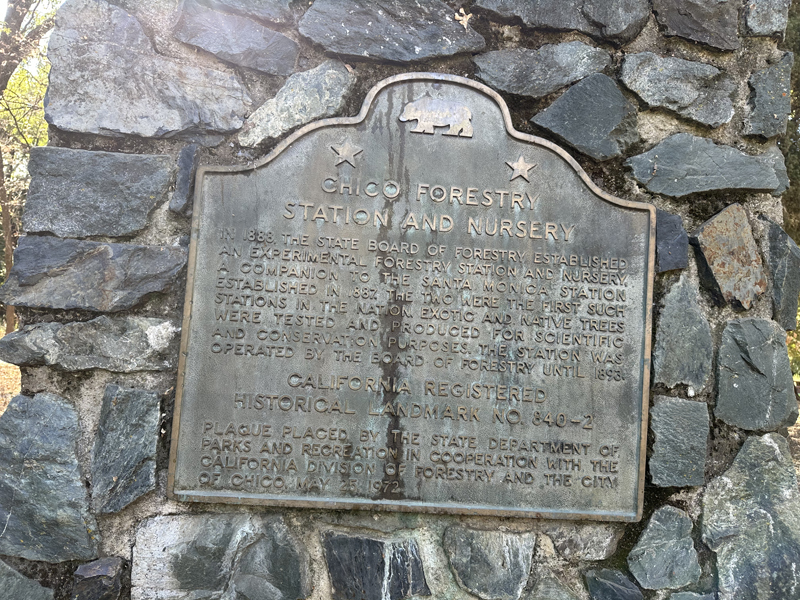 CHICO FORESTRY
STATION AND NURSERY
IN 1888, THE STATE BOARD OF FORESTRY ESTABLISHED
AN EXPERIMENTAL FORESTRY STATION AND NURSERY,
A COMPANION TO THE SANTA MONICA STATION
ESTABLISHED IN 1887. THE TWO WERE THE FIRST SUCH
STATIONS IN THE NATION. EXOTIC AND NATIVE TREES
WERE TESTED AND PRODUCED FOR SCIENTIFIC
AND CONSERVATION PURPOSES. THE STATION WAS
OPERATED BY THE BOARD OF FORESTRY UNTIL 1893.
CALIFORNIA REGISTERED
HISTORICAL LANDMARK NO. 840-2
PLAQUE PLACED BY THE STATE DEPARTMENT OF
PARKS AND RECREATION IN COOPERATION WITH THE
CALIFORNIA DIVISION OF FORESTRY AND THE CITY
OF CHICO, MAY 25, 1972.